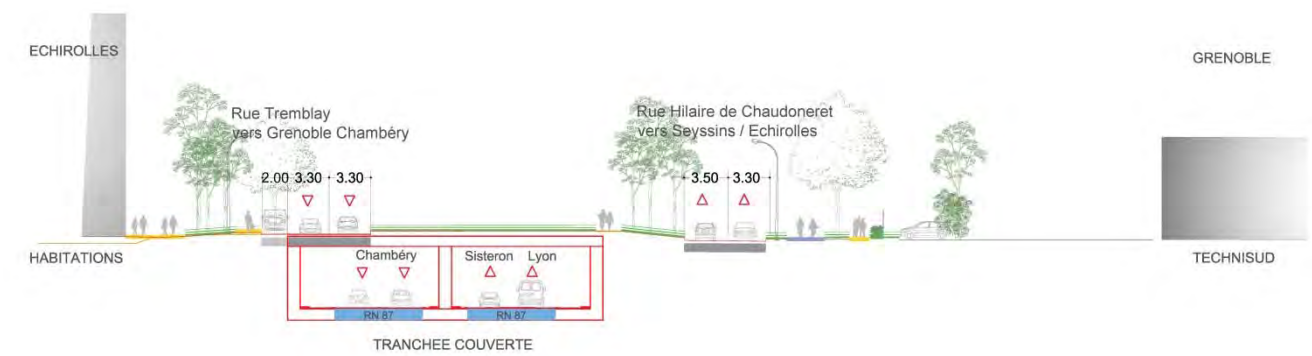 ECHIROLLES
GRENOBLE
Rue Tremblay
vers Grenoble Chambéry
Rue Hilaire de Chaudoneret
vers Seyssins / Echirolles
2.00 3.30 3.30
3.50 3.30
HABITATIONS
TECHNISUD
Chambéry
Sisteron Lyon
RN 87
RN 87
TRANCHEE COUVERTE